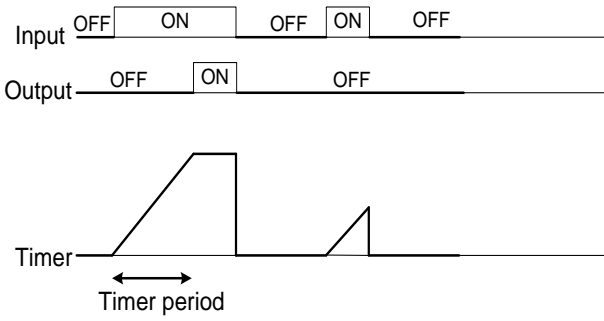 Input OFF ON OFF ON OFF
Output OFF ON OFF
Timer
Timer period